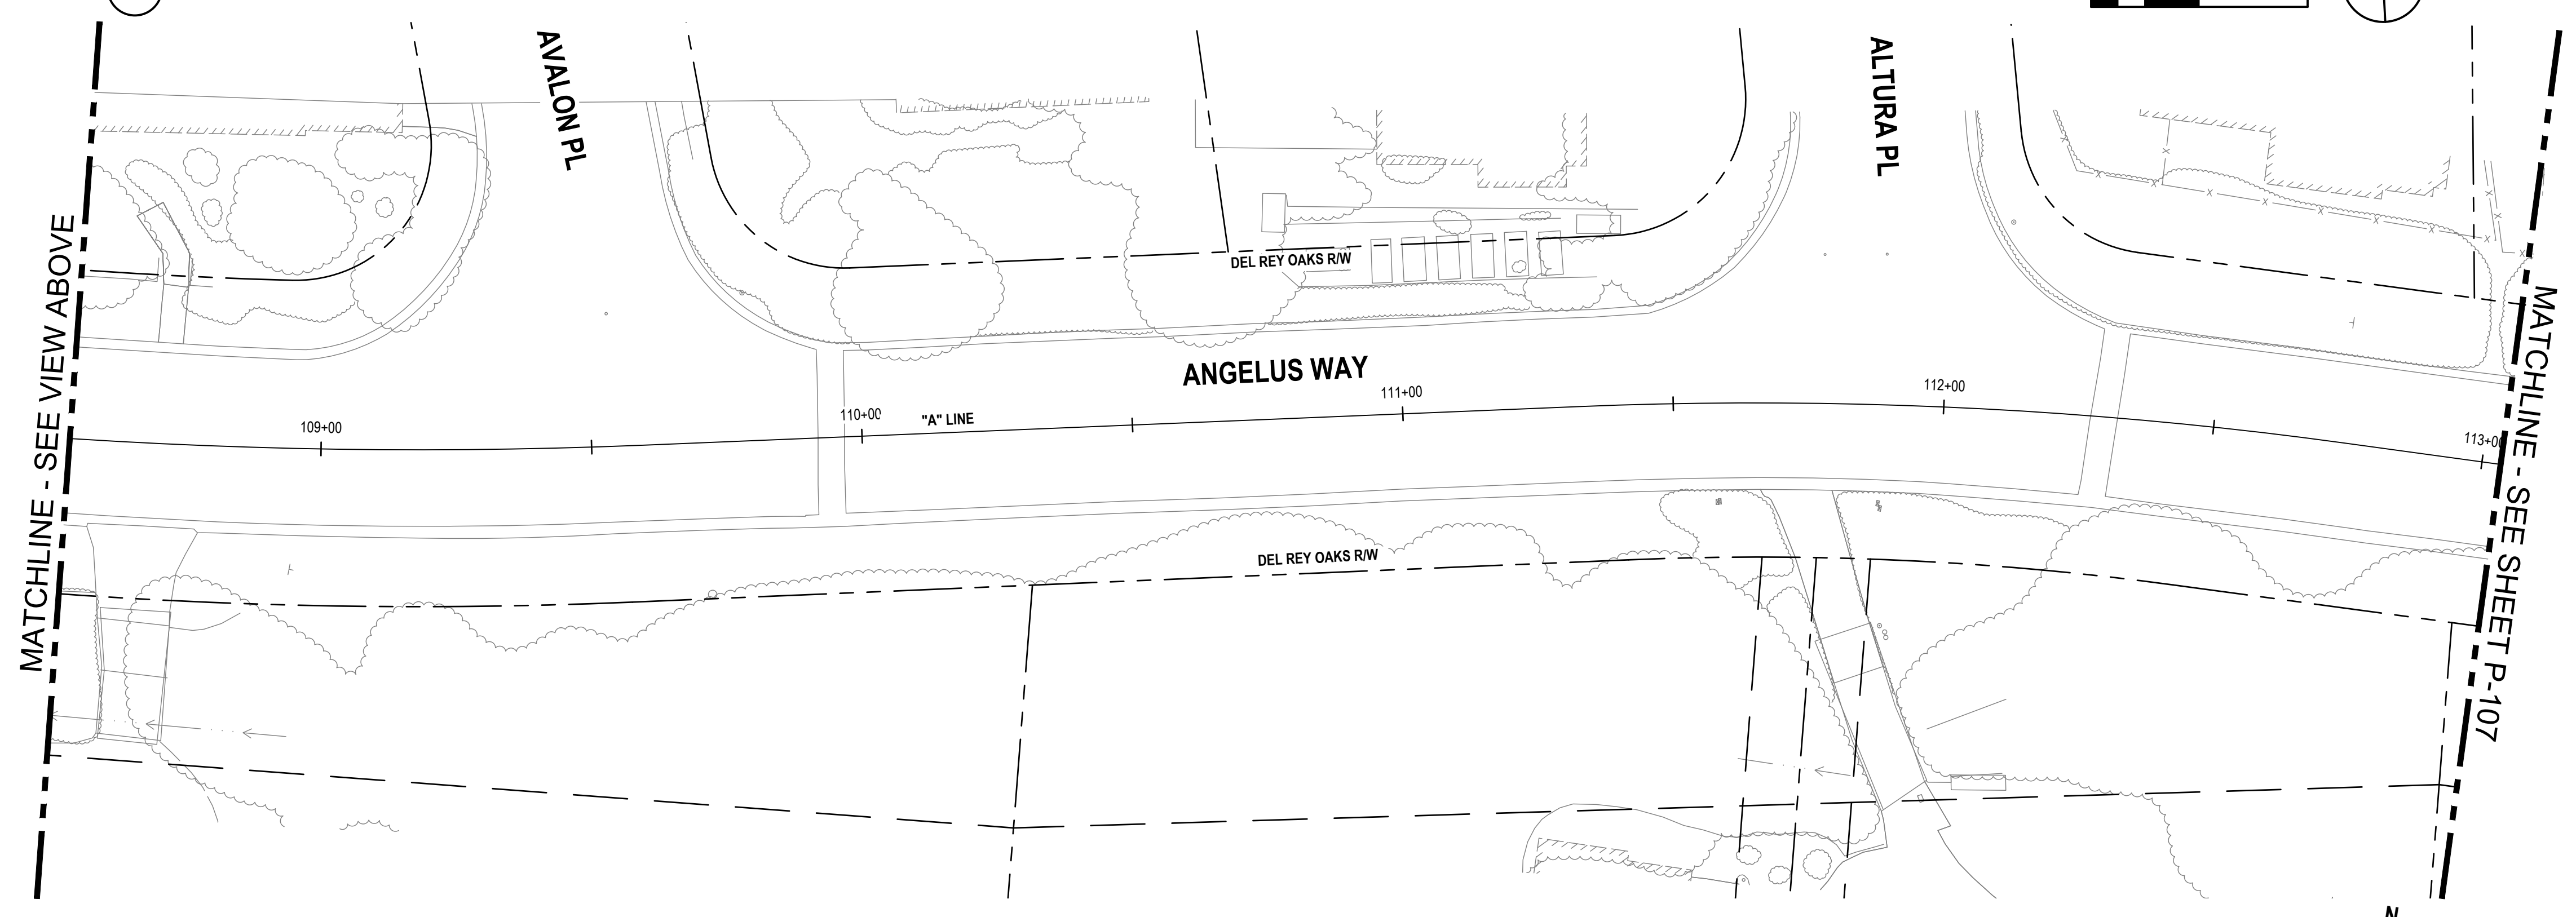 AVALON PL
ALTURA PL
DEL REY OAKS R/W
MATCHLINE - SEE VIEW ABOVE
ANGELUS WAY
109+00
110+00
"A" LINE
111+00
112+00
113+00
DEL REY OAKS R/W
MATCHLINE - SEE SHEET P-107
N